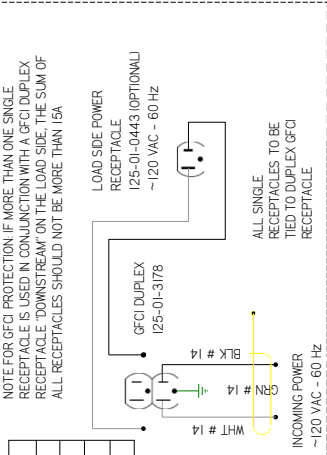 NOTE FOR GFCI PROTECTION: IF MORE THAN ONE SINGLE
RECEPTACLE IS USED IN CONJUNCTION WITH A GFCI DUPLEX
RECEPTACLE "DOWNSTREAM" ON THE LOAD SIDE, THE SUM OF
ALL RECEPTACLES SHOULD NOT BE MORE THAN 15A
LOAD SIDE POWER
RECEPTACLE
125-01-0443 (OPTIONAL)
~120 VAC - 60 Hz
GFCI DUPLEX
125-01-3178
ALL SINGLE
RECEPTACLES TO BE
TIED TO DUPLEX GFCI
RECEPTACLE
BLK # 14
GRN # 14
WHT # 14
INCOMING POWER
~120 VAC - 60 Hz